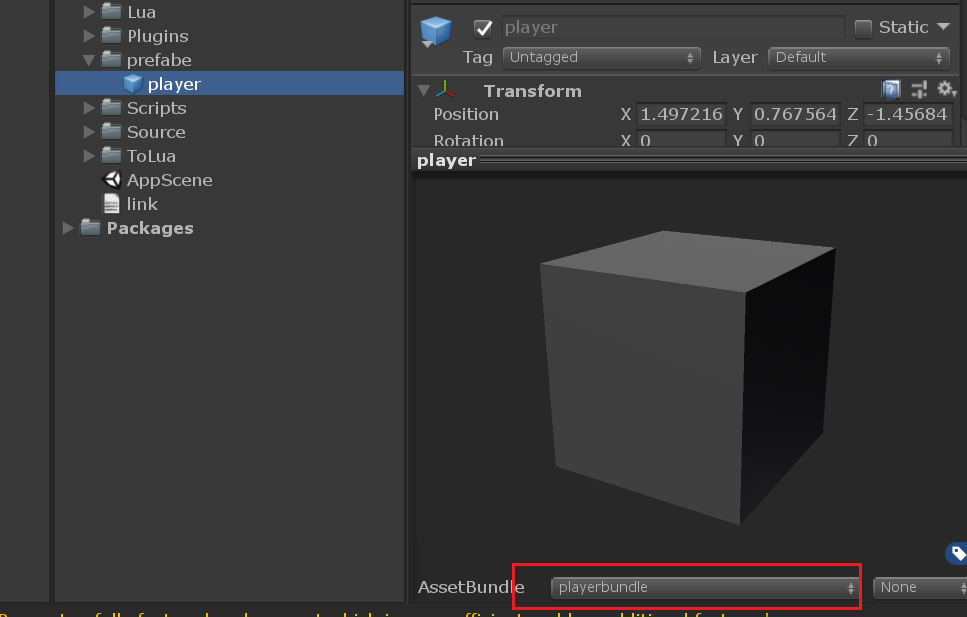 Lua
Plugins
prefabe
player
Scripts
Source
ToLua
AppScene
link
Packages
player
Static
Tag Untagged Layer Default
Transform
Position X 1.497216 Y 0.767564 Z -1.45684
Rotation X 0 Y 0 Z 0
player
AssetBundle playerbundle None